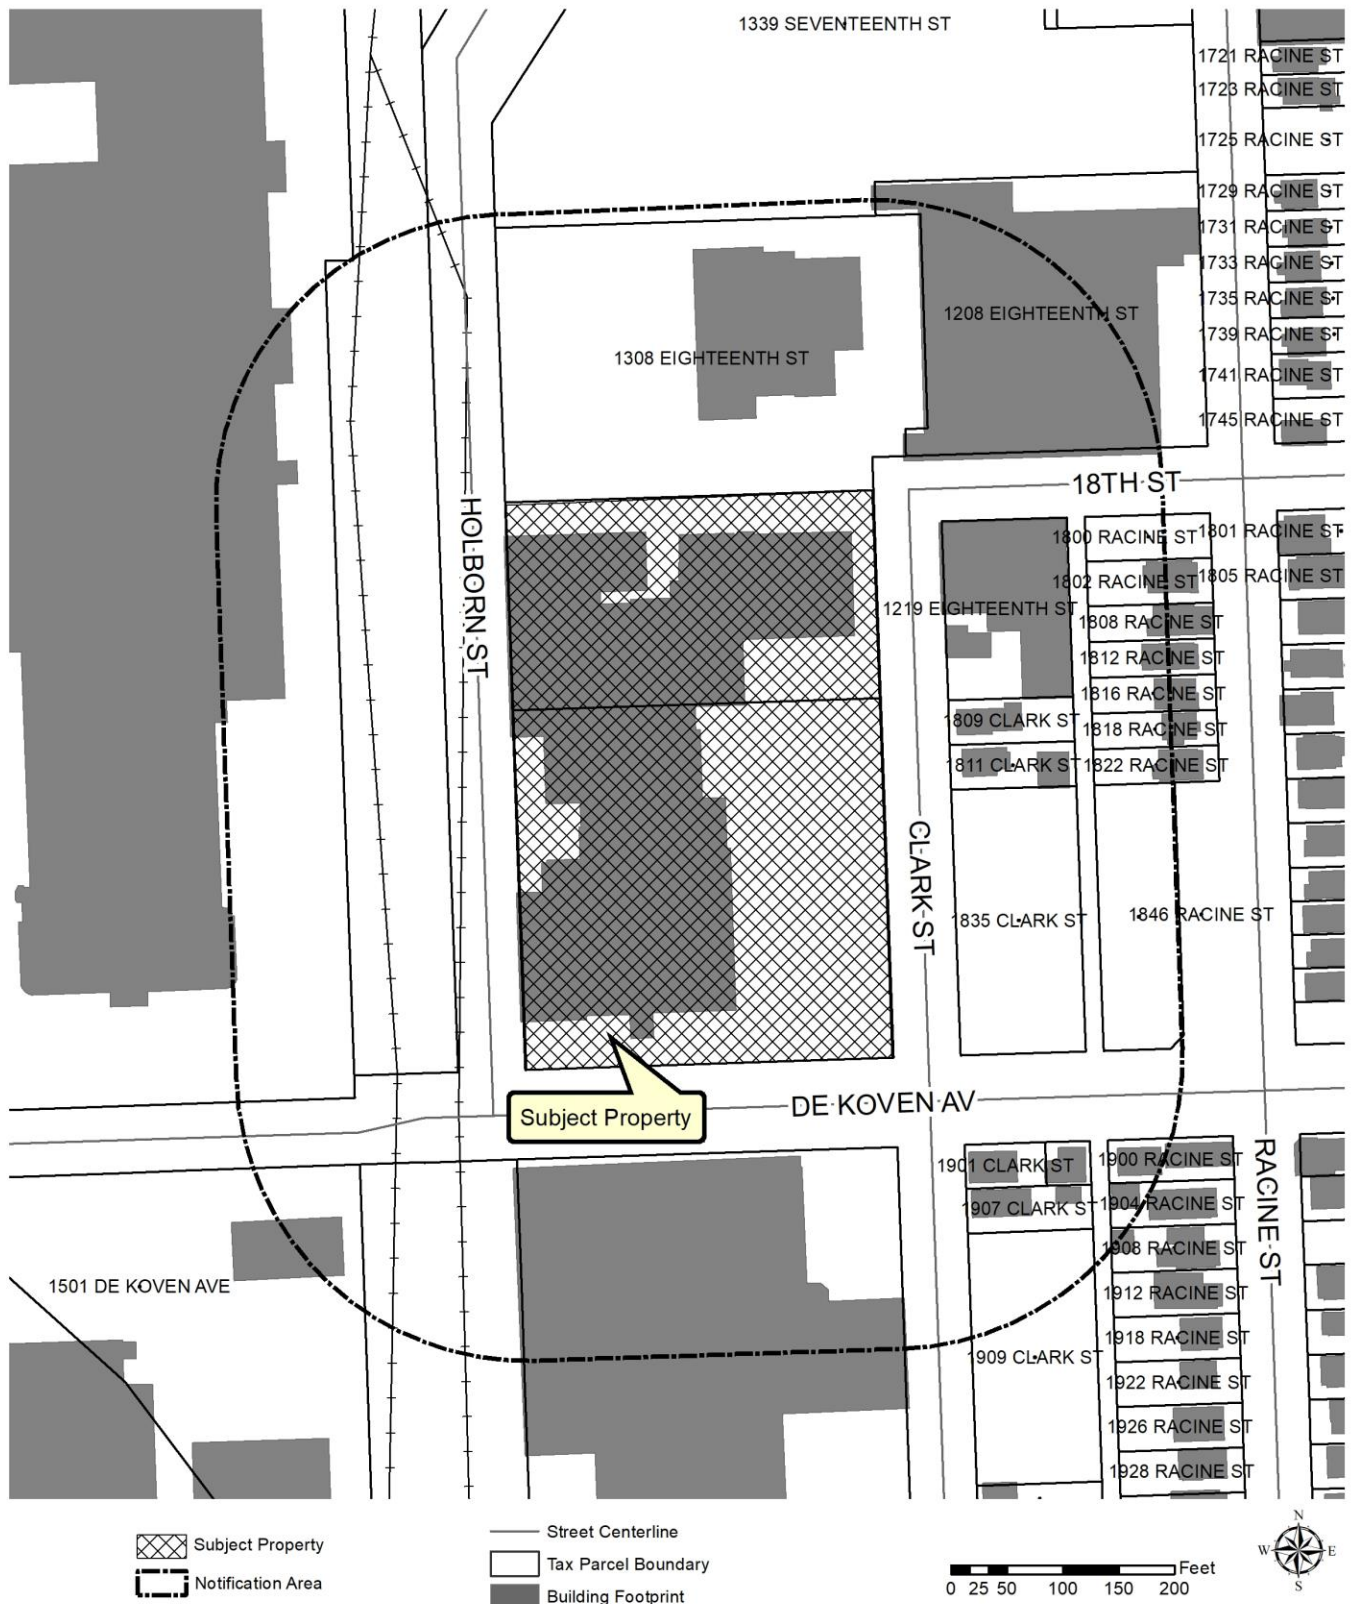 1339 SEVENTEENTH ST
1721 RACINE ST
1723 RACINE ST
1725 RACINE ST
1729 RACINE ST
1731 RACINE ST
1733 RACINE ST
1735 RACINE ST
1739 RACINE ST
1741 RACINE ST
1745 RACINE ST
1208 EIGHTEENTH ST
1308 EIGHTEENTH ST
18TH ST
HOLBORN ST
1800 RACINE ST
1801 RACINE ST
1802 RACINE ST
1805 RACINE ST
1219 EIGHTEENTH ST
1808 RACINE ST
1812 RACINE ST
1816 RACINE ST
1809 CLARK ST
1818 RACINE ST
1811 CLARK ST
1822 RACINE ST
CLARK ST
1835 CLARK ST
1846 RACINE ST
Subject Property
DE KOVEN AV
1901 CLARK ST
1900 RACINE ST
RACINE ST
1907 CLARK ST
1904 RACINE ST
1908 RACINE ST
1501 DE KOVEN AVE
1912 RACINE ST
1918 RACINE ST
1909 CLARK ST
1922 RACINE ST
1926 RACINE ST
1928 RACINE ST
Subject Property
Notification Area
Street Centerline
Tax Parcel Boundary
Building Footprint
Feet
0 25 50 100 150 200
N
W E
S